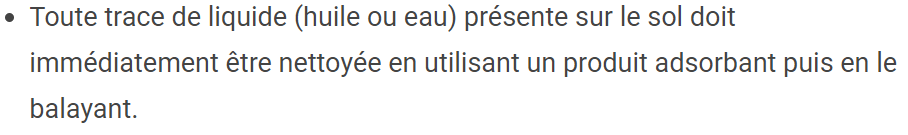 • Toute trace de liquide (huile ou eau) présente sur le sol doit
immédiatement être nettoyée en utilisant un produit adsorbant puis en le
balayant.